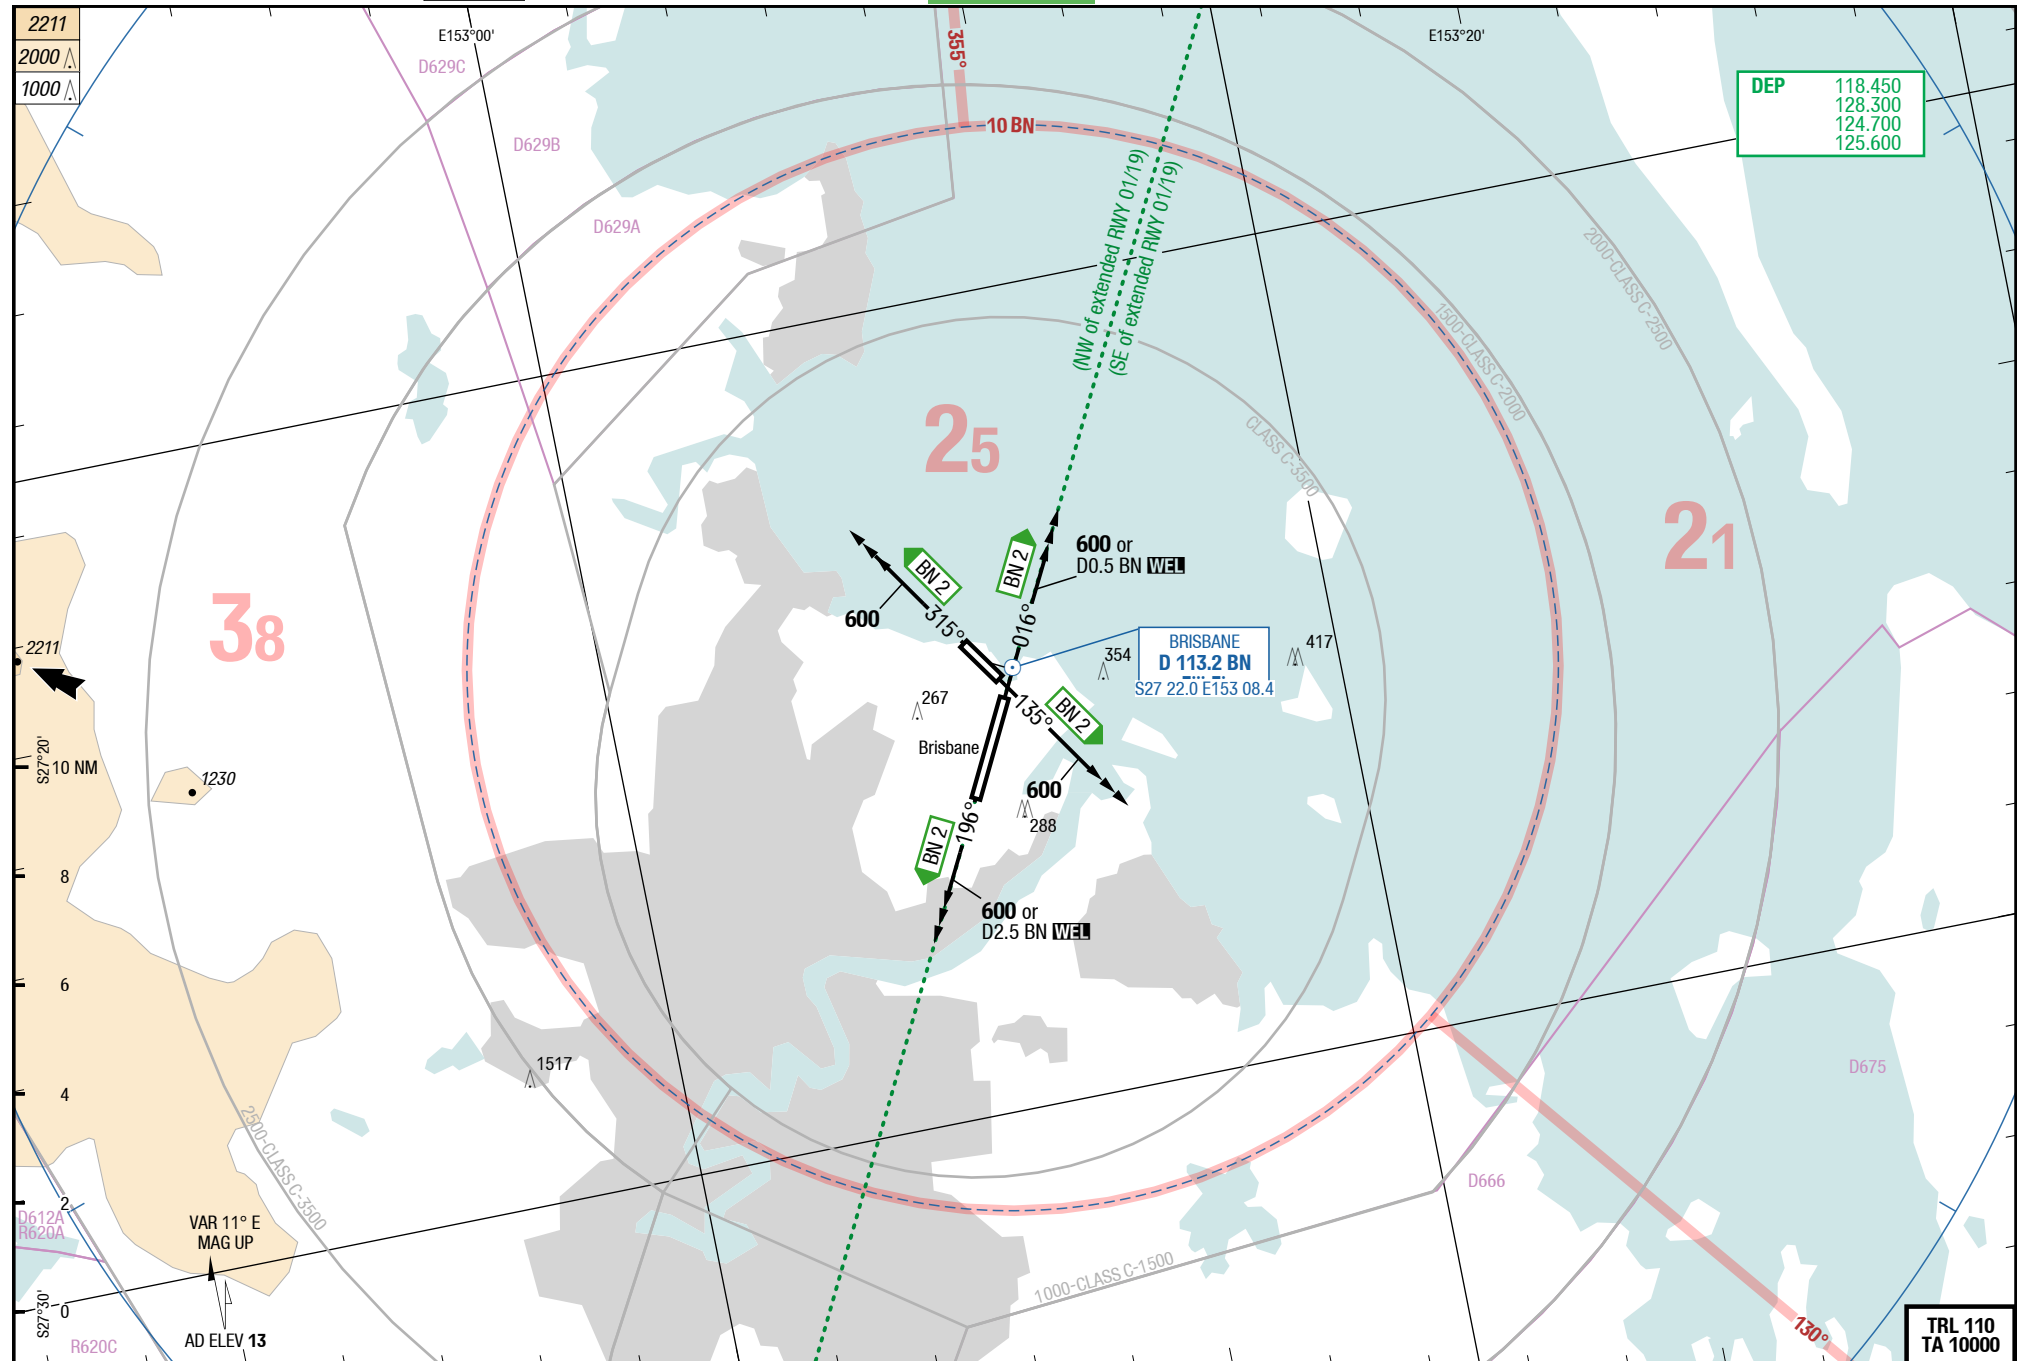 2211
2000
1000
E153°00'
E153°20'
D629C
D629B
D629A
355°
10 BN
DEP 118.450
128.300
124.700
125.600
(NW of extended RWY 01/19)
(SE of extended RWY 01/19)
2000-CLASS C-2500
1500-CLASS C-2000
CLASS C-3500
25
21
38
BN 2
BN 2
600 or
D0.5 BN WEL
600
315°
016°
BRISBANE
D 113.2 BN
S27 22.0 E153 08.4
354
417
2211
267
135°
BN 2
Brisbane
S27°20'
10 NM
1230
600
288
196°
BN 2
8
600 or
D2.5 BN WEL
6
1517
4
D675
2500-CLASS C-3500
D666
2
D612A
R620A
VAR 11° E
MAG UP
1000-CLASS C-1500
S27°30'
0
AD ELEV 13
R620C
130°
TRL 110
TA 10000